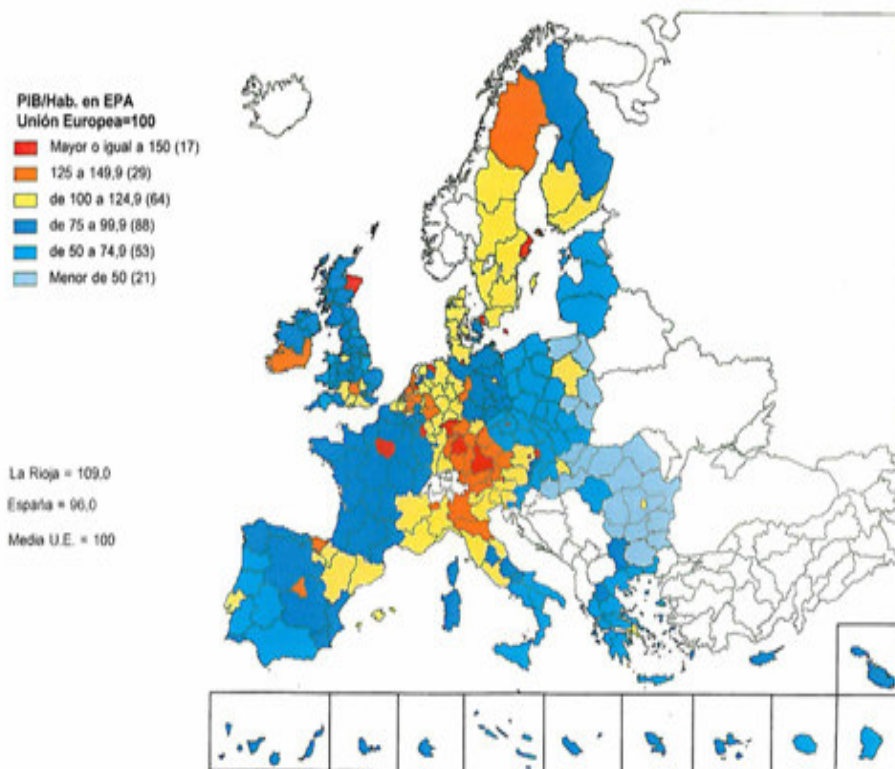 PIB/Hab. en EPA
Unión Europea=100
Mayor o igual a 150 (17)
125 a 149,9 (29)
de 100 a 124,9 (64)
de 75 a 99,9 (88)
de 50 a 74,9 (53)
Menor de 50 (21)
La Rioja = 109,0
España = 96,0
Media U.E. = 100